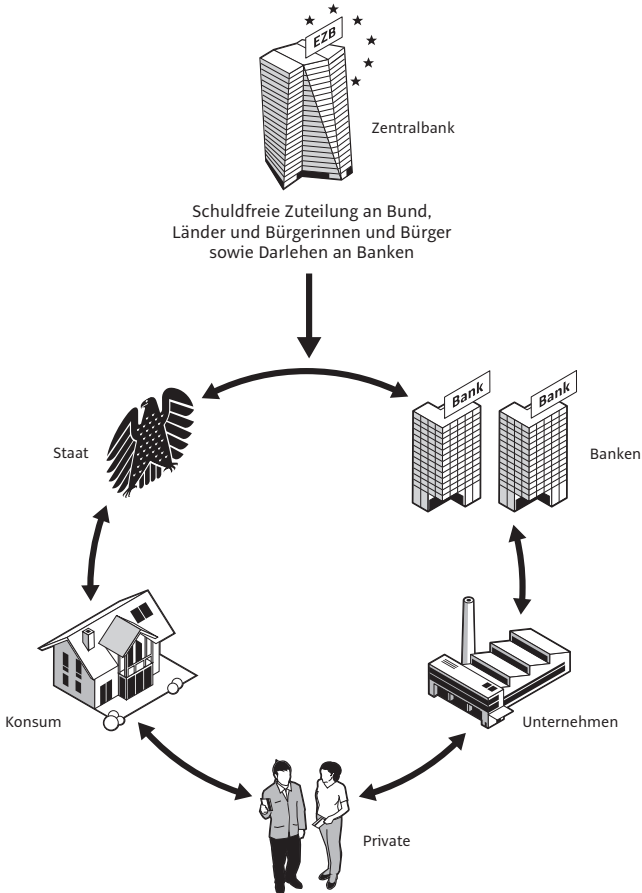 EZB
Zentralbank
Schuldfreie Zuteilung an Bund,
Länder und Bürgerinnen und Bürger
sowie Darlehen an Banken
Bank
Bank
Staat
Banken
Konsum
Unternehmen
Private